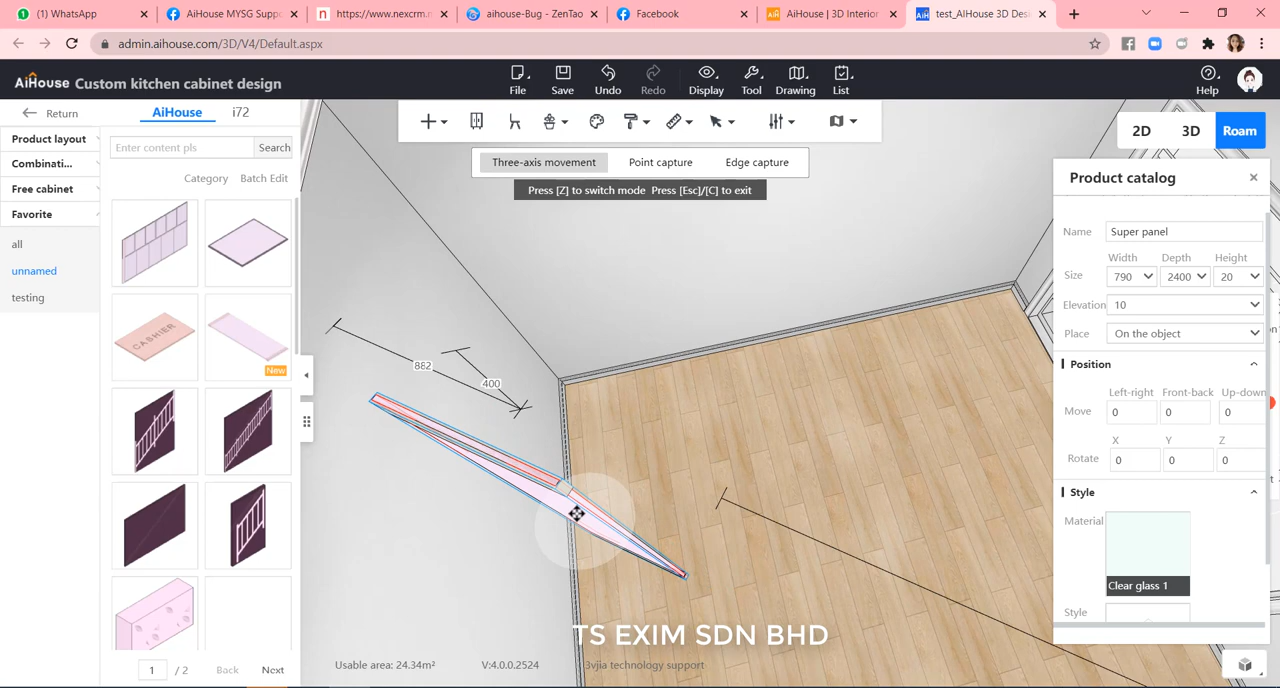 WhatsApp
AiHouse MYSG Supp
https://www.nexcrm.n
aihouse-Bug - ZenTao
Facebook
AiHouse | 3D Interior
test_AIHouse 3D Desi
admin.aihouse.com/3D/V4/Default.aspx
AiHouse Custom kitchen cabinet design
File
Save
Undo
Redo
Display
Tool
Drawing
List
Help
Return
AiHouse
i72
Product layout
Combinati...
Free cabinet
Favorite
all
unnamed
testing
Enter content pls
Search
Category
Batch Edit
CASHIER
New
1
/ 2
Back
Next
Three-axis movement
Point capture
Edge capture
Press [Z] to switch mode Press [Esc]/[C] to exit
2D
3D
Roam
882
400
Product catalog
Name
Super panel
Width
Depth
Height
Size
790
2400
20
Elevation
10
Place
On the object
Position
Left-right
Front-back
Up-down
Move
0
0
0
X
Y
Z
Rotate
0
0
0
Style
Material
Clear glass 1
Style
TS EXIM SDN BHD
Usable area: 24.34m²
V:4.0.0.2524
3vjia technology support